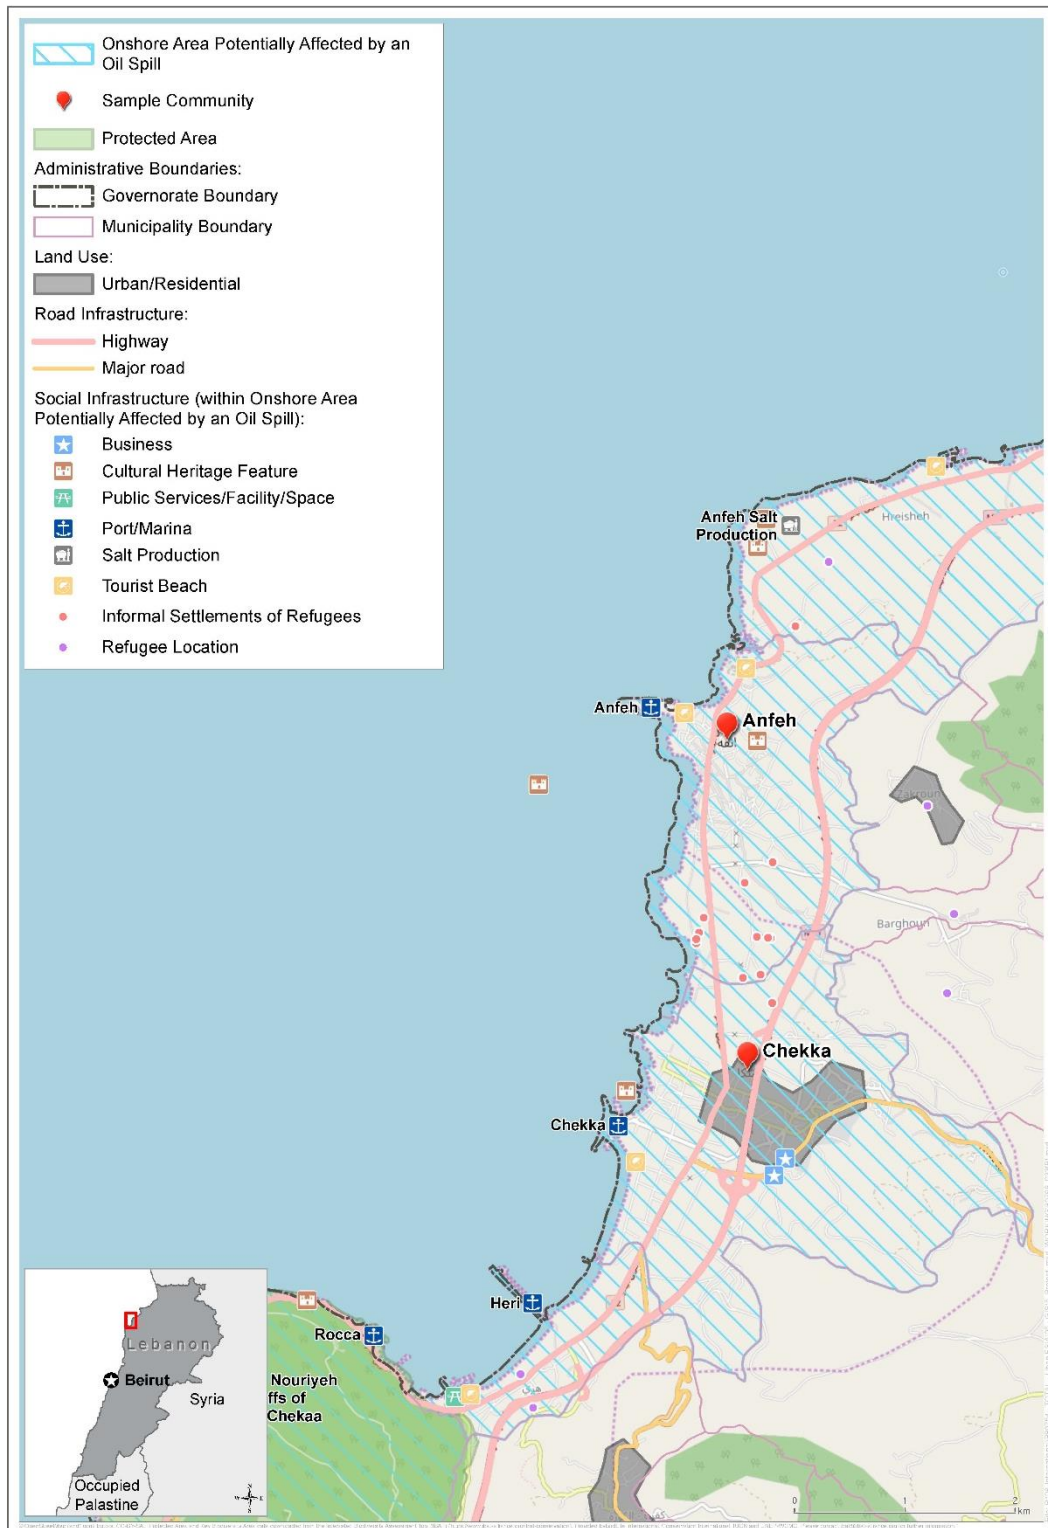 Onshore Area Potentially Affected by an
Oil Spill
Sample Community
Protected Area
Administrative Boundaries:
Governorate Boundary
Municipality Boundary
Land Use:
Urban/Residential
Road Infrastructure:
Highway
Major road
Social Infrastructure (within Onshore Area
Potentially Affected by an Oil Spill):
Business
Cultural Heritage Feature
Public Services/Facility/Space
Port/Marina
Salt Production
Tourist Beach
Informal Settlements of Refugees
Refugee Location
Anfeh Salt
Production
Hreisheh
Anfeh
Anfeh
Zakroun
Barghoun
Chekka
Chekka
Heri
Rocca
Nouriyeh
ffs of
Chekaa
Lebanon
Beirut
Syria
Occupied
Palastine
0 1 2
km